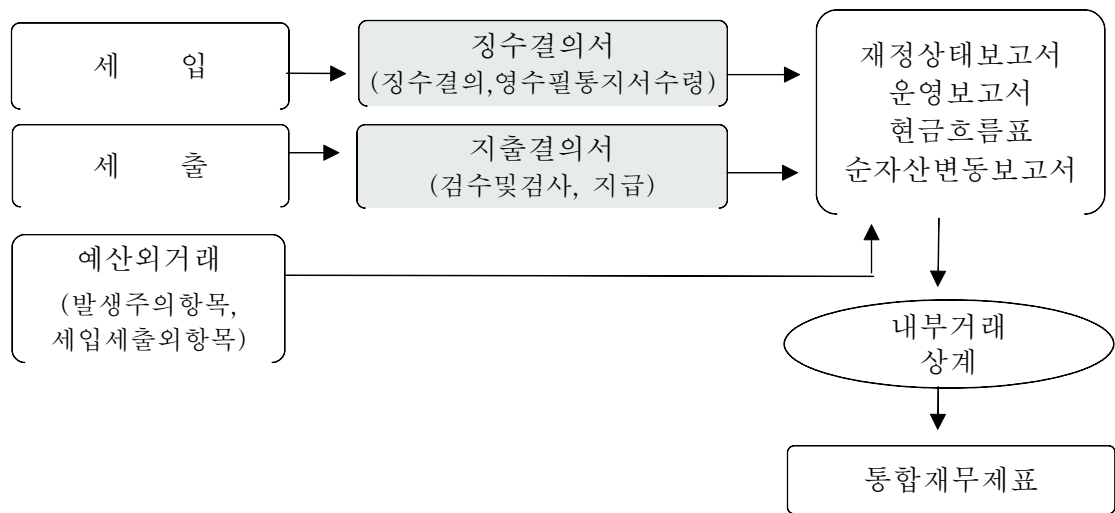 세 입
징수결의서
(징수결의,영수필통지서수령)
세 출
지출결의서
(검수및검사, 지급)
예산외거래
(발생주의항목,
세입세출외항목)
재정상태보고서
운영보고서
현금흐름표
순자산변동보고서
내부거래
상계
통합재무제표